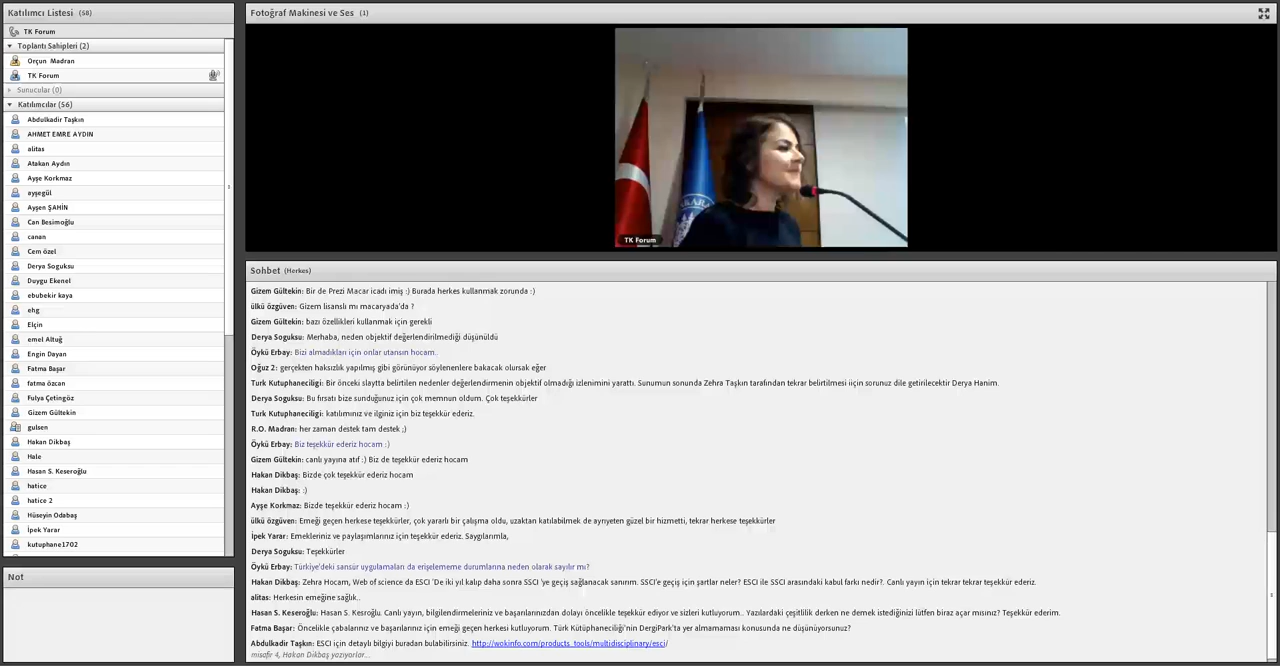 Katılımcı Listesi (58)
TK Forum
Toplantı Sahipleri (2)
Orçun Madran
TK Forum
Sunucular (0)
Katılımcılar (56)
Abdulkadir Taşkın
AHMET EMRE AYDIN
alitas
Atakan Aydın
Ayşe Korkmaz
ayşegül
Ayşen ŞAHİN
Can Besimoğlu
canan
Cem özel
Derya Soguksu
Duygu Ekenel
ebubekir kaya
ehg
Elçin
emel Altuğ
Engin Dayan
Fatma Başar
fatma özcan
Fulya Çetingöz
Gizem Gültekin
gulsen
Hakan Dikbaş
Hale
Hasan S. Keseroğlu
hatice
hatice 2
Hüseyin Odabaş
İpek Yarar
kutuphane1702
Not
Fotoğraf Makinesi ve Ses (1)
TK Forum
Sohbet (Herkes)
Gizem Gültekin: Bir de Prezi Macar icadı imiş :) Burada herkes kullanmak zorunda :)
ülkü özgüven: Gizem lisanslı mı macaryada'da ?
Gizem Gültekin: bazı özellikleri kullanmak için gerekli
Derya Soguksu: Merhaba, neden objektif değerlendirilmediği düşünüldü
Öykü Erbay: Bizi almadıkları için onlar utansın hocam..
Oğuz 2: gerçekten haksızlık yapılmış gibi görünüyor söylenenlere bakacak olursak eğer
Turk Kutuphaneciligi: Bir önceki slaytta belirtilen nedenler değerlendirmenin objektif olmadığı izlenimini yarattı. Sunumun sonunda Zehra Taşkın tarafından tekrar belirtilmesi için sorunuz dile getirilecektir Derya Hanim.
Derya Soguksu: Bu fırsatı bize sunduğunuz için çok memnun oldum. Çok teşekkürler
Turk Kutuphaneciligi: katılımınız ve ilginiz için biz teşekkür ederiz.
R.O. Madran: her zaman destek tam destek ;)
Öykü Erbay: Biz teşekkür ederiz hocam :)
Gizem Gültekin: canlı yayına atıf :) Biz de teşekkür ederiz hocam
Hakan Dikbaş: Bizde çok teşekkür ederiz hocam
Hakan Dikbaş: :)
Ayşe Korkmaz: Bizde teşekkür ederiz hocam :)
ülkü özgüven: Emeği geçen herkese teşekkürler, çok yararlı bir çalışma oldu, uzaktan katılabilmek de ayrıyeten güzel bir hizmetti, tekrar herkese teşekkürler
İpek Yarar: Emekleriniz ve paylaşımlarınız için teşekkür ederiz. Saygılarımla,
Derya Soguksu: Teşekkürler
Öykü Erbay: Türkiye'deki sansür uygulamaları da erişelememe durumlarına neden olarak sayılır mı?
Hakan Dikbaş: Zehra Hocam, Web of science da ESCI 'De iki yıl kalıp daha sonra SSCI 'ye geçiş sağlanacak sanırım. SSCI'e geçiş için şartlar neler? ESCI ile SSCI arasındaki kabul farkı nedir?. Canlı yayın için tekrar tekrar teşekkür ederiz.
alitas: Herkesin emeğine sağlık..
Hasan S. Keseroğlu: Hasan S. Kesroğlu. Canlı yayın, bilgilendirmeleriniz ve başarılarınızdan dolayı öncelikle teşekkür ediyor ve sizleri kutluyorum.. Yazılardaki çeşitlilik derken ne demek istediğinizi lütfen biraz açar mısınız? Teşekkür ederim.
Fatma Başar: Öncelikle çabalarınız ve başarılarınız için emeği geçen herkesi kutluyorum. Türk Kütüphaneciliği'nin DergiPark'ta yer almamaması konusunda ne düşünüyorsunuz?
Abdulkadir Taşkın: ESCI için detaylı bilgiyi buradan bulabilirsiniz. http://wokinfo.com/products_tools/multidisciplinary/esci/
misafir 4, Hakan Dikbaş yazıyorlar...